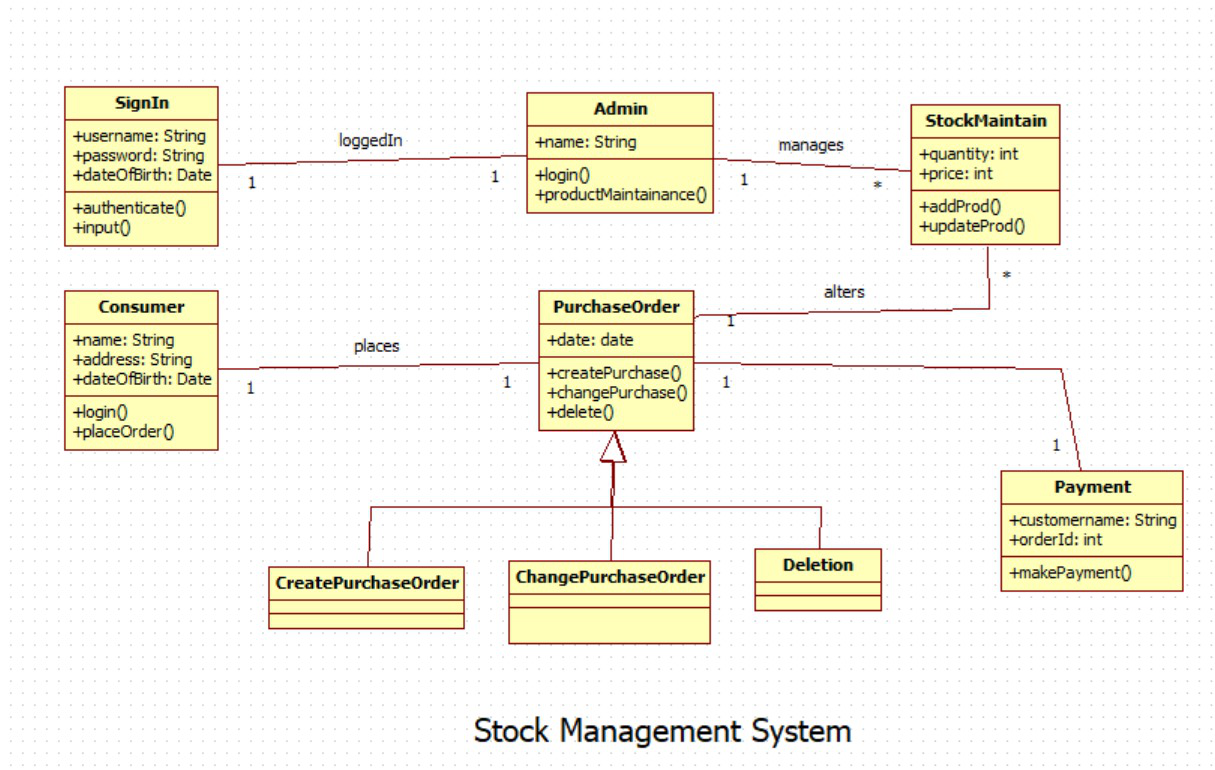 SignIn
+username: String
+password: String
+dateOfBirth: Date
+authenticate()
+input()
loggedIn
1
1
Admin
+name: String
+login()
+productMaintainance()
manages
1
*
StockMaintain
+quantity: int
+price: int
+addProd()
+updateProd()
*
alters
1
Consumer
+name: String
+address: String
+dateOfBirth: Date
+login()
+placeOrder()
places
1
1
PurchaseOrder
+date: date
+createPurchase()
+changePurchase()
+delete()
1
1
Payment
+customername: String
+orderId: int
+makePayment()
CreatePurchaseOrder
ChangePurchaseOrder
Deletion
Stock Management System